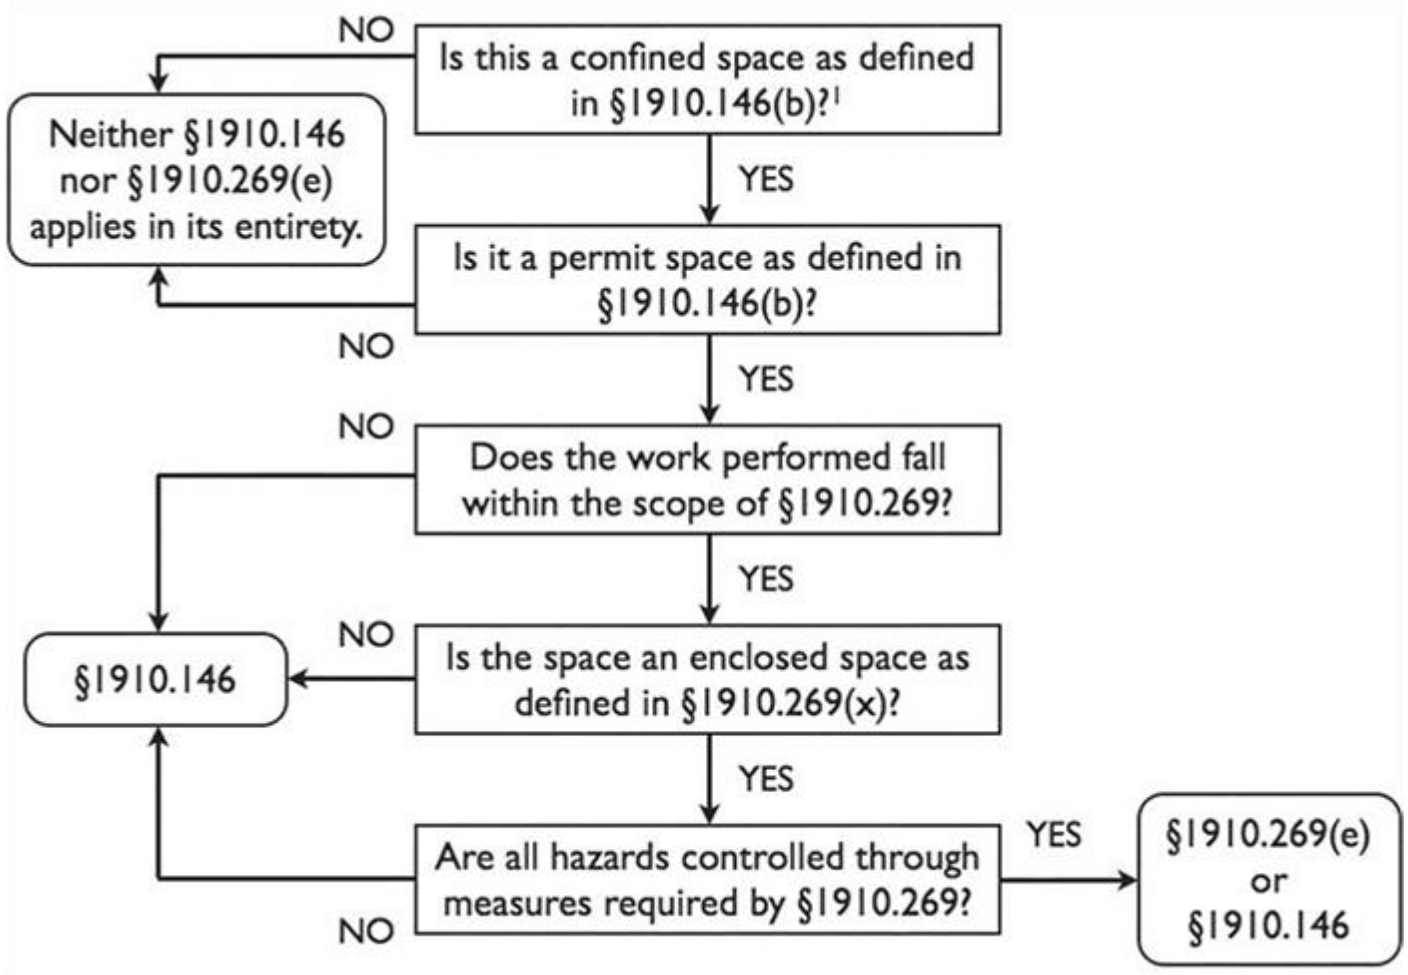 NO
Is this a confined space as defined
in §1910.146(b)?¹
Neither §1910.146
nor §1910.269(e)
applies in its entirety.
YES
Is it a permit space as defined in
§1910.146(b)?
NO
YES
NO
Does the work performed fall
within the scope of §1910.269?
YES
NO
Is the space an enclosed space as
defined in §1910.269(x)?
§1910.146
YES
Are all hazards controlled through
measures required by §1910.269?
YES
§1910.269(e)
or
§1910.146
NO